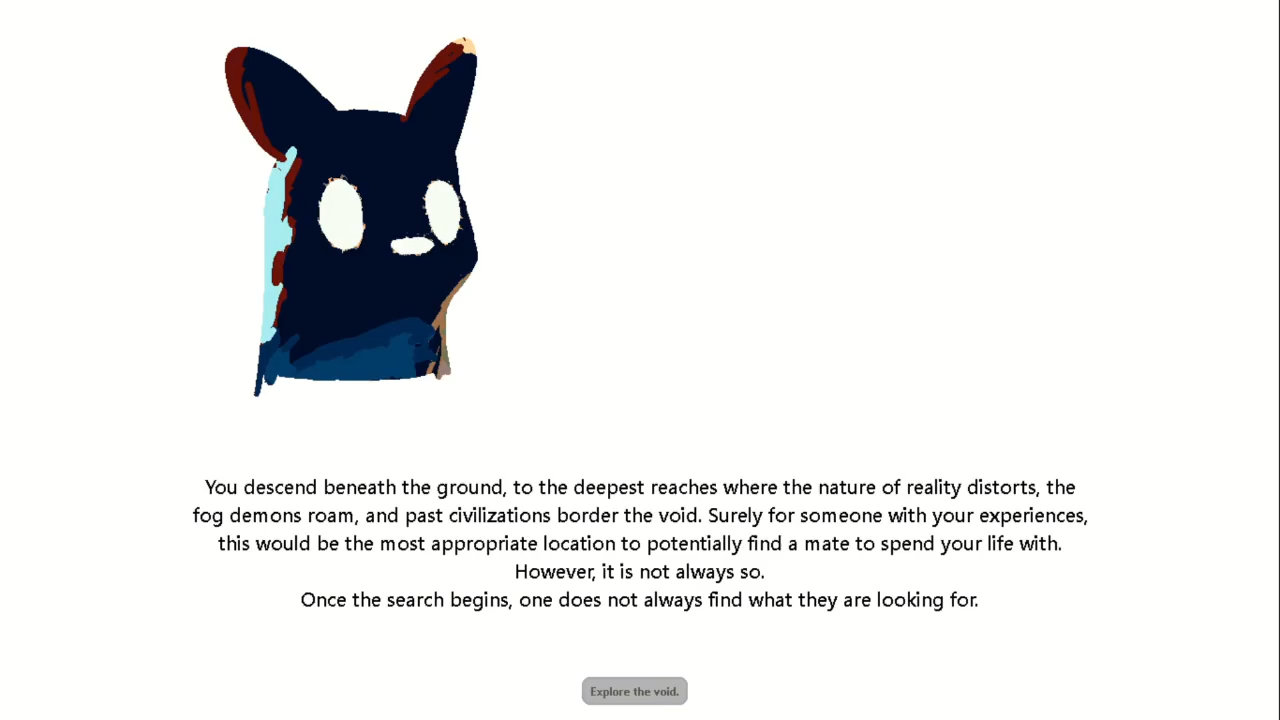 You descend beneath the ground, to the deepest reaches where the nature of reality distorts, the
fog demons roam, and past civilizations border the void. Surely for someone with your experiences,
this would be the most appropriate location to potentially find a mate to spend your life with.
However, it is not always so.
Once the search begins, one does not always find what they are looking for.
Explore the void.